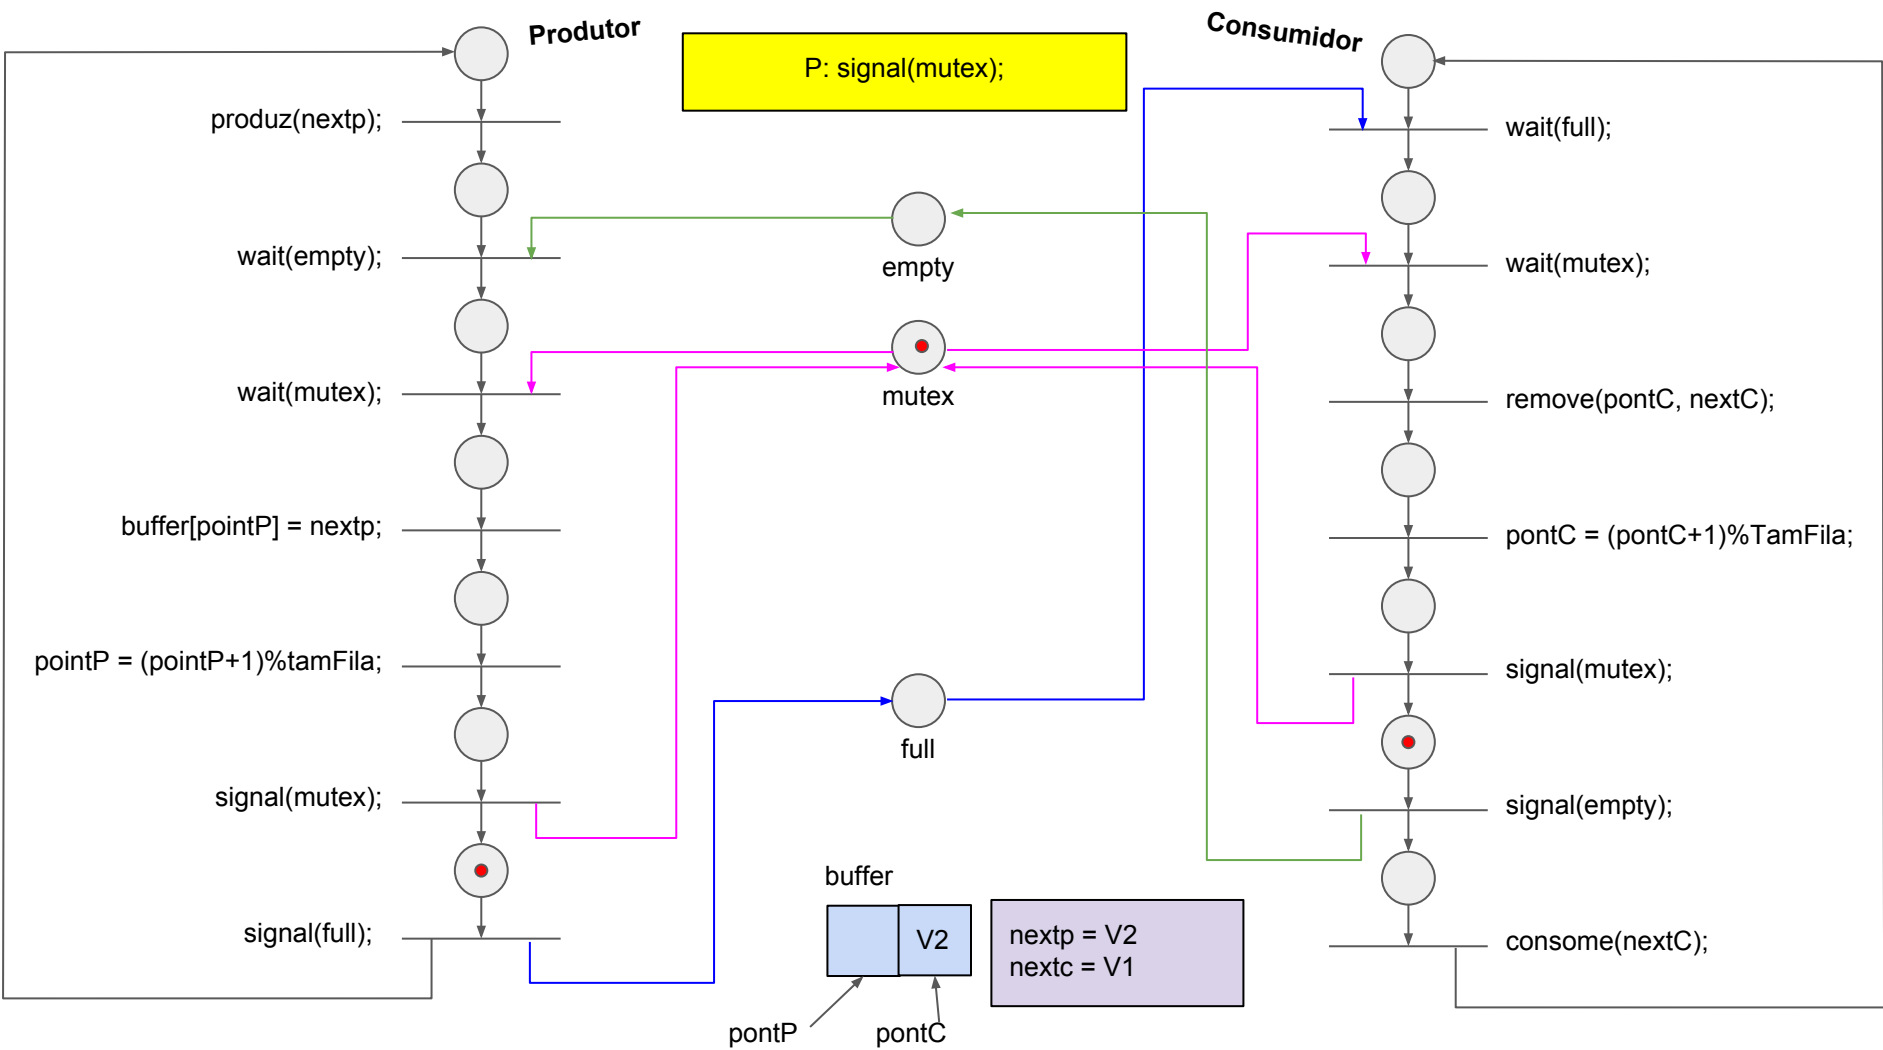 Produtor
Consumidor
P: signal(mutex);
produz(nextp);
wait(full);
wait(empty);
empty
wait(mutex);
wait(mutex);
mutex
remove(pontC, nextC);
buffer[pointP] = nextp;
pontC = (pontC+1)%TamFila;
pointP = (pointP+1)%tamFila;
signal(mutex);
full
signal(mutex);
signal(empty);
buffer
signal(full);
V2
nextp = V2
nextc = V1
consome(nextC);
pontP
pontC